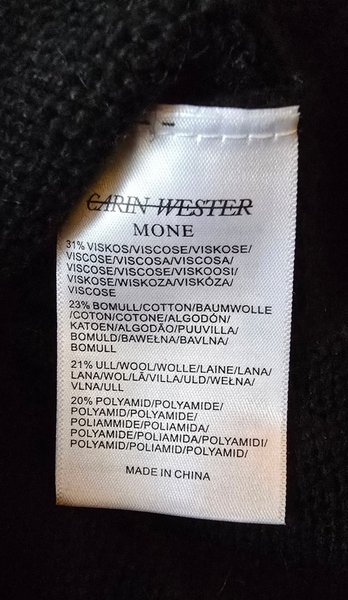 CARIN WESTER
MONE
31% VISKOS/VISCOSE/VISKOSE/
VISCOSE/VISCOSA/VISCOSA/
VISCOSE/VISCOSE/VISKOOSI/
VISKOSE/WISKOZA/VISKÓZA/
VISCOSE
23% BOMULL/COTTON/BAUMWOLLE
/COTON/COTONE/ALGODÓN/
KATOEN/ALGODÃO/PUUVILLA/
BOMULD/BAWEŁNA/BAVLNA/
BOMULL
21% ULL/WOOL/WOLLE/LAINE/LANA/
LANA/WOL/LÃ/VILLA/ULD/WEŁNA/
VLNA/ULL
20% POLYAMID/POLYAMIDE/
POLYAMID/POLYAMIDE/
POLIAMMIDE/POLIAMIDA/
POLYAMIDE/POLIAMIDA/POLYAMIDI/
POLYAMID/POLIAMID/POLYAMID/
MADE IN CHINA